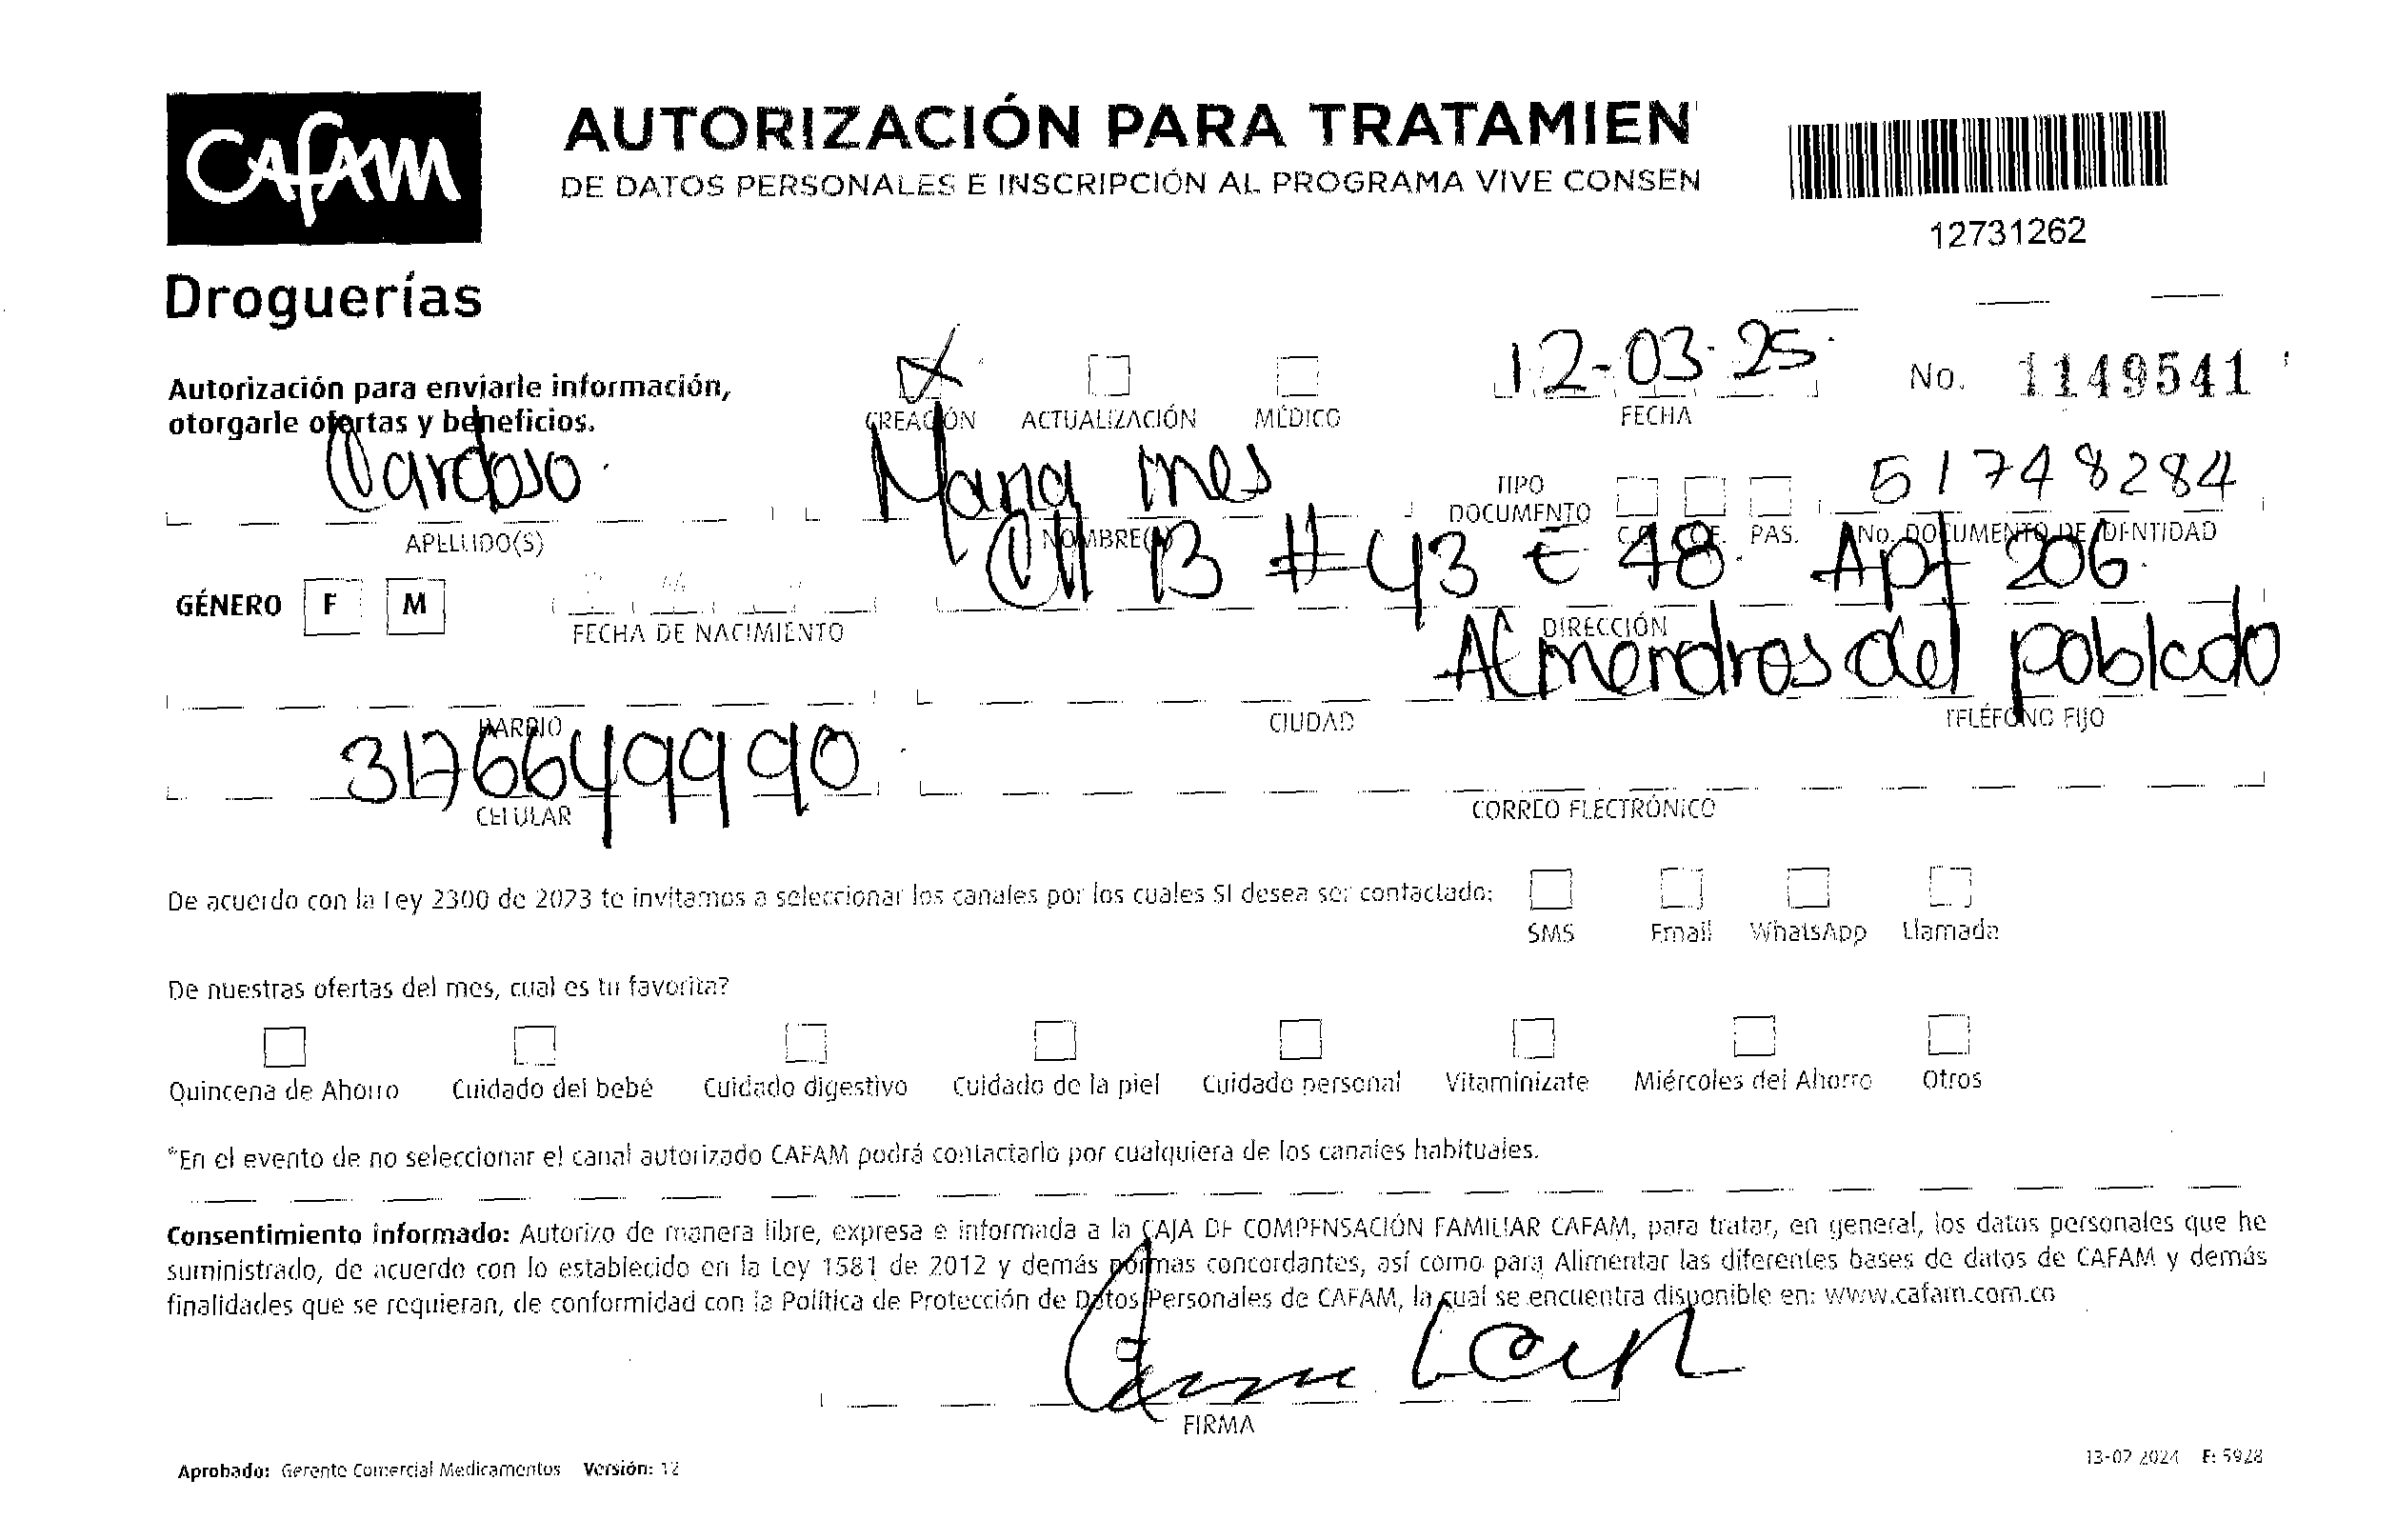 CAFAM
AUTORIZACIÓN PARA TRATAMIEN
DE DATOS PERSONALES E INSCRIPCIÓN AL PROGRAMA VIVE CONSEN
12731262
Droguerías
Autorización para enviarle información,
otorgarle ofertas y beneficios.
CREACIÓN ACTUALIZACIÓN MÉDICO
12-03-25
FECHA
No. 1149541
Cardoso
APELLIDO(S)
Maria ines
NOMBRE(S)
TIPO
DOCUMENTO
C.C. C.E. PAS.
51748284
No. DOCUMENTO DE IDENTIDAD
GÉNERO F M
FECHA DE NACIMIENTO
Cll 13 # 43 E 48 Apt 206
DIRECCIÓN
Almendros del poblado
BARRIO
CIUDAD
TELÉFONO FIJO
3176649990
CELULAR
CORREO ELECTRÓNICO
De acuerdo con la Ley 2300 de 2023 te invitamos a seleccionar los canales por los cuales SI desea ser contactado:
SMS Email WhatsApp Llamada
De nuestras ofertas del mes, cual es tu favorita?
Quincena de Ahorro Cuidado del bebé Cuidado digestivo Cuidado de la piel Cuidado personal Vitaminízate Miércoles del Ahorro Otros
*En el evento de no seleccionar el canal autorizado CAFAM podrá contactarlo por cualquiera de los canales habituales.
Consentimiento informado: Autorizo de manera libre, expresa e informada a la CAJA DE COMPENSACIÓN FAMILIAR CAFAM, para tratar, en general, los datos personales que he
suministrado, de acuerdo con lo establecido en la Ley 1581 de 2012 y demás normas concordantes, así como para Alimentar las diferentes bases de datos de CAFAM y demás
finalidades que se requieran, de conformidad con la Política de Protección de Datos Personales de CAFAM, la cual se encuentra disponible en: www.cafam.com.co
FIRMA
Aprobado: Gerente Comercial Medicamentos Versión: 12
13-02 2024 F: 5928